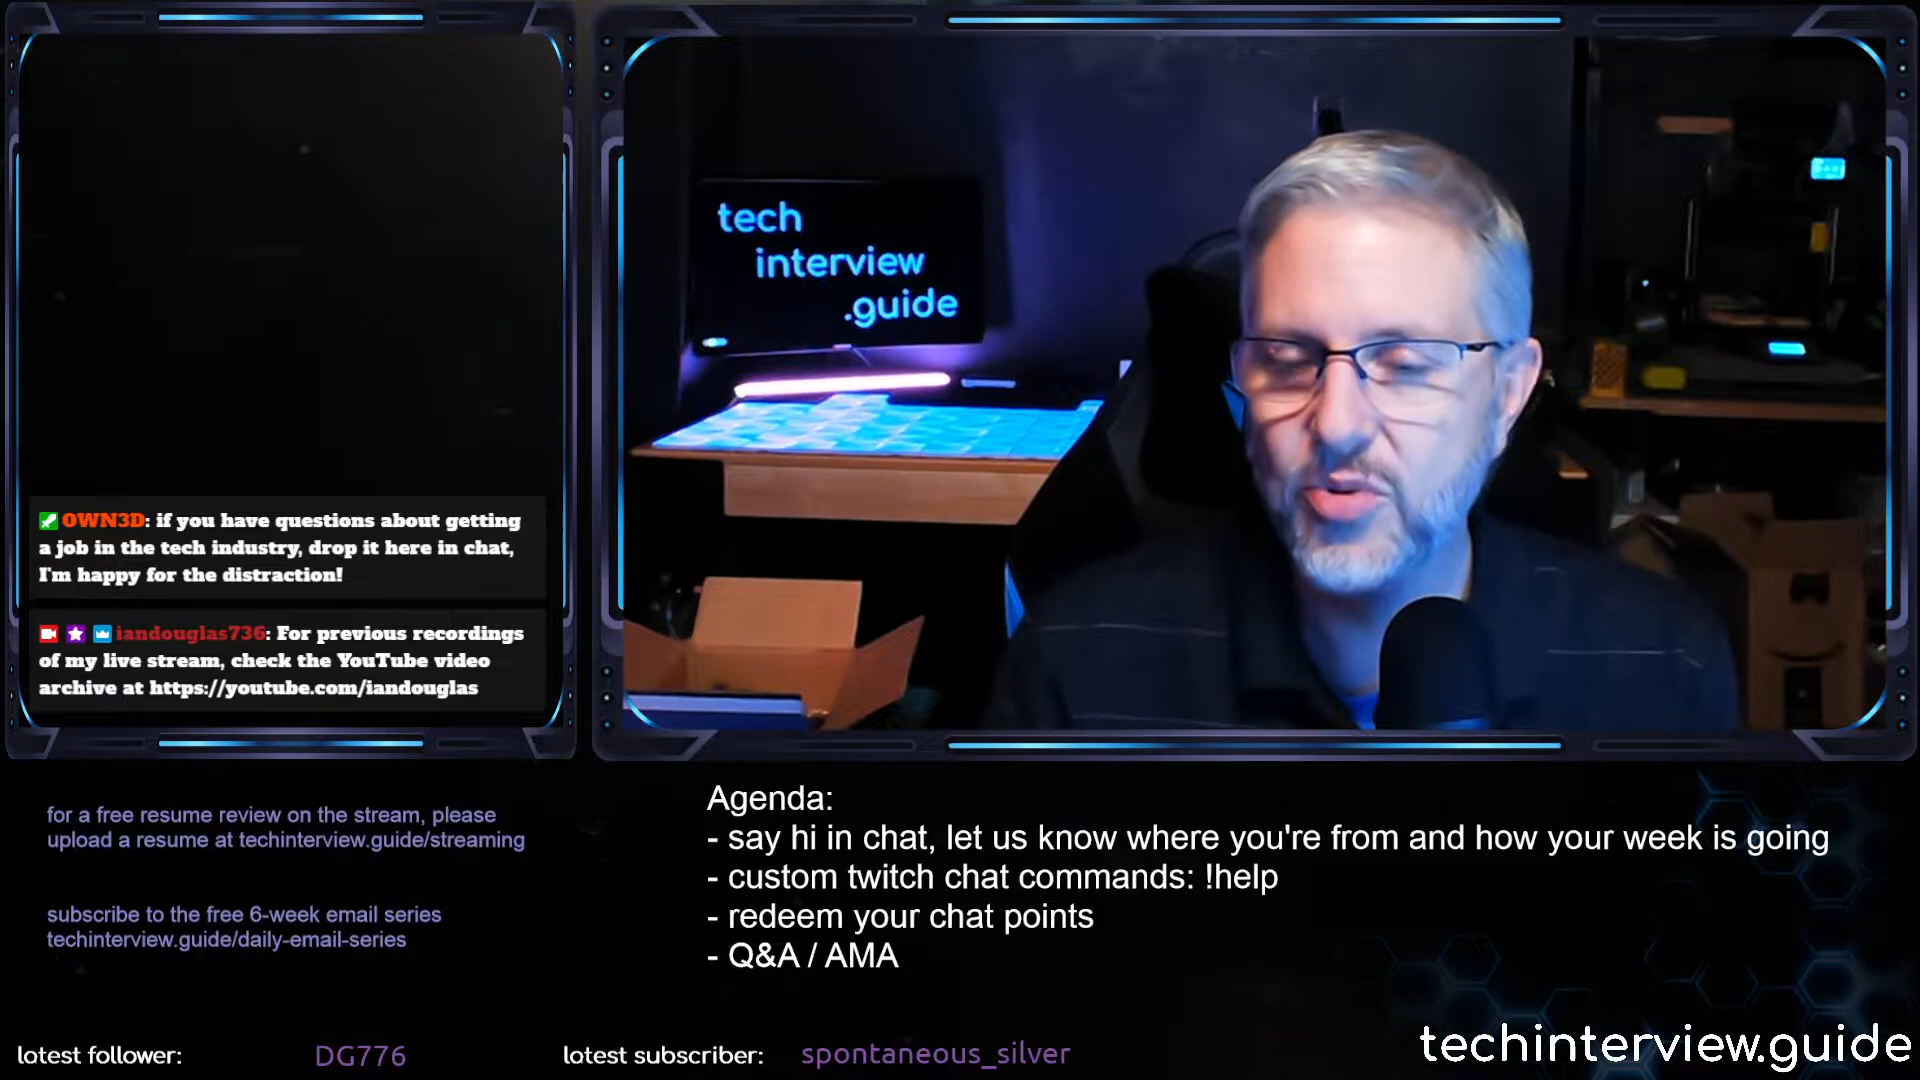 tech
interview
.guide
OWN3D: if you have questions about getting
a job in the tech industry, drop it here in chat,
I'm happy for the distraction!
iandouglas736: For previous recordings
of my live stream, check the YouTube video
archive at https://youtube.com/iandouglas
for a free resume review on the stream, please
upload a resume at techinterview.guide/streaming
subscribe to the free 6-week email series
techinterview.guide/daily-email-series
Agenda:
- say hi in chat, let us know where you're from and how your week is going
- custom twitch chat commands: !help
- redeem your chat points
- Q&A / AMA
latest follower: DG776
latest subscriber: spontaneous_silver
techinterview.guide